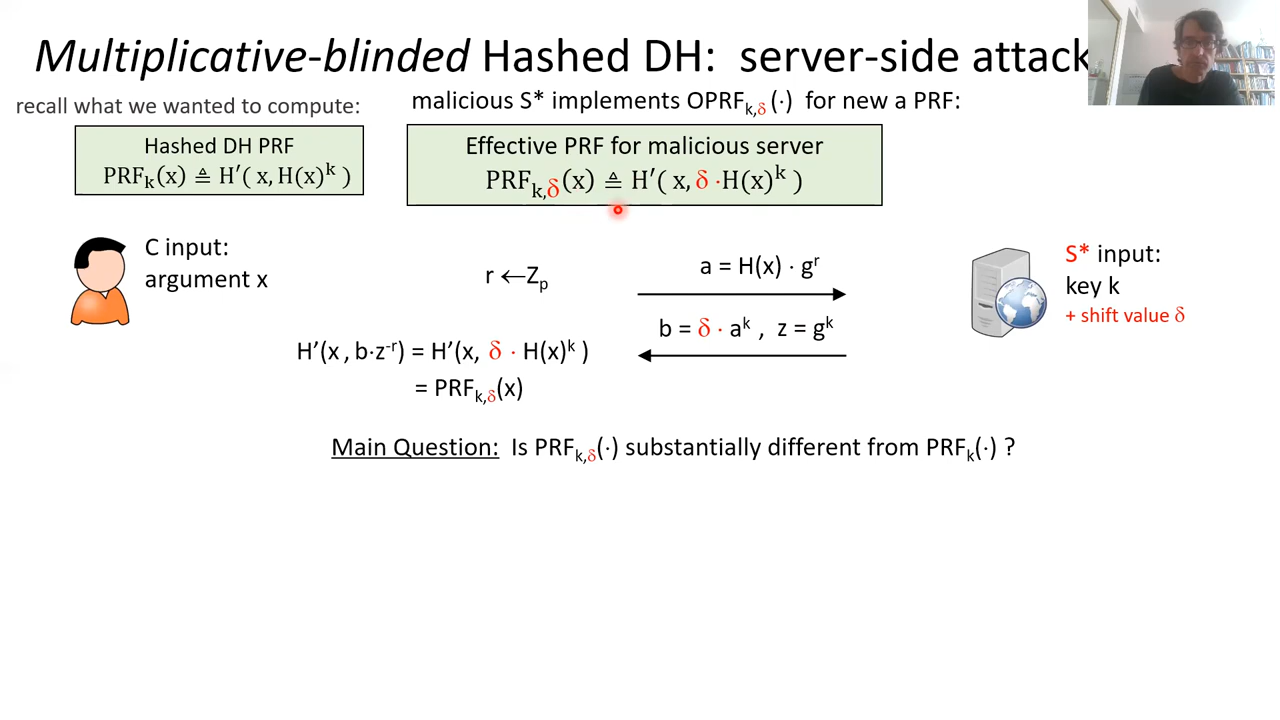 Multiplicative-blinded Hashed DH: server-side attack
recall what we wanted to compute:
malicious S* implements OPRFₖ,δ(·) for new a PRF:
Hashed DH PRF
PRFₖ(x) ≜ H′( x, H(x)ᵏ )
Effective PRF for malicious server
PRFₖ,δ(x) ≜ H′( x, δ ·H(x)ᵏ )
C input:
argument x
r ←Zₚ
a = H(x) · gʳ
b = δ · aᵏ , z = gᵏ
S* input:
key k
+ shift value δ
H’(x , b·z⁻ʳ) = H’(x, δ · H(x)ᵏ )
= PRFₖ,δ(x)
Main Question: Is PRFₖ,δ(·) substantially different from PRFₖ(·) ?